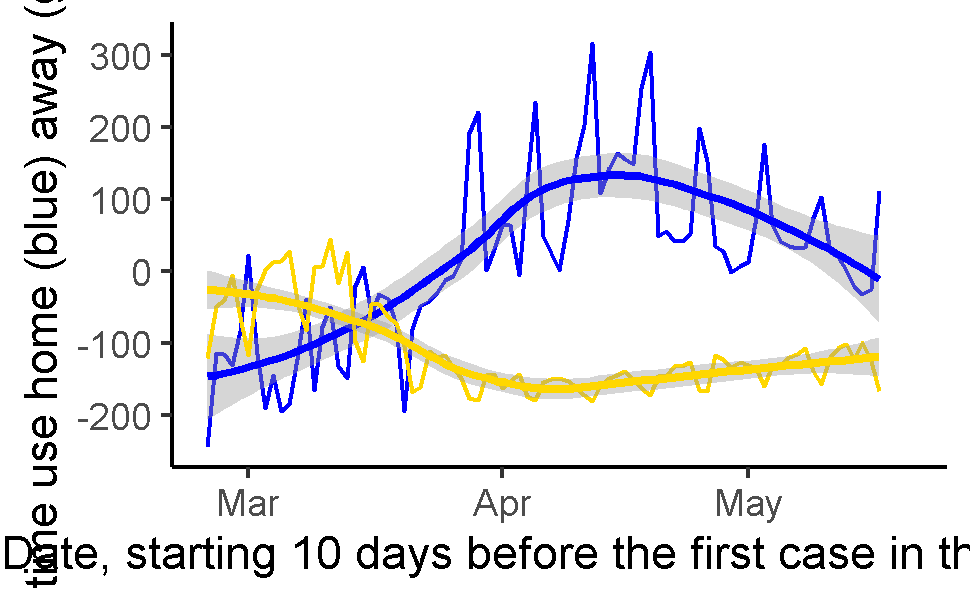 time use home (blue) away (
300
200
100
0
-100
-200
Mar Apr May
Date, starting 10 days before the first case in th